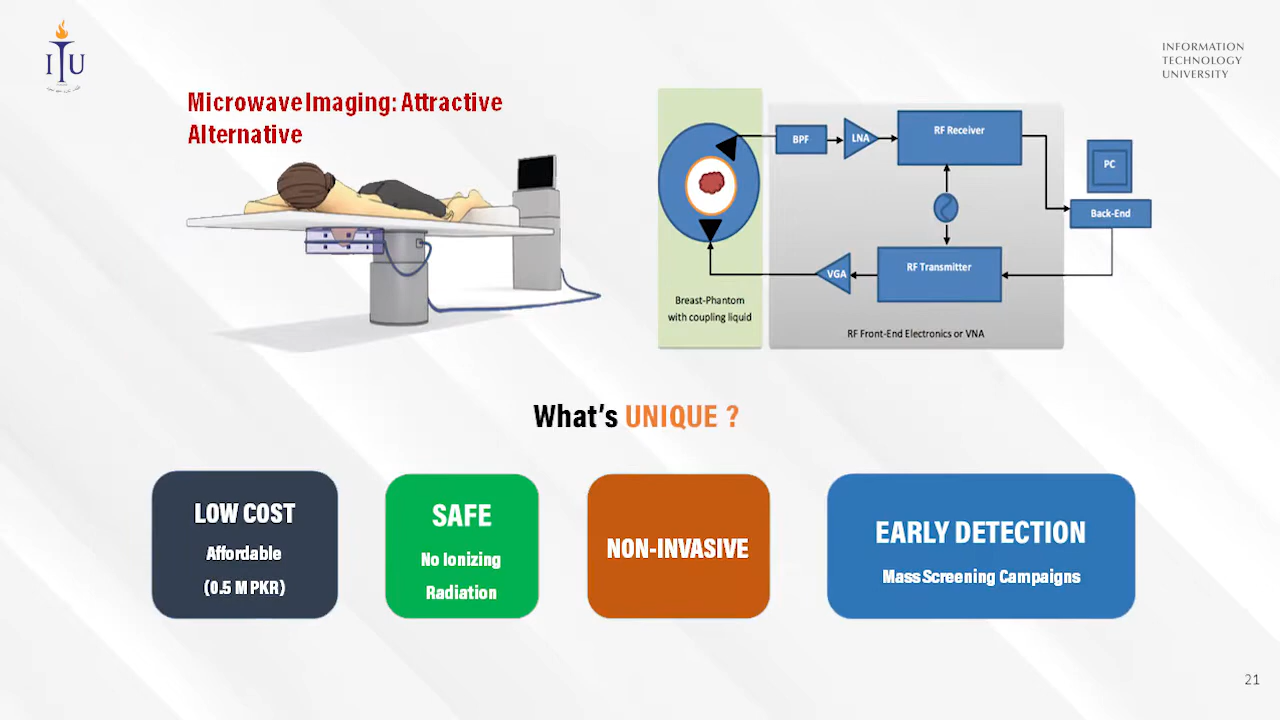 ITU
INFORMATION
TECHNOLOGY
UNIVERSITY
Microwave Imaging: Attractive
Alternative
BPF
LNA
RF Receiver
PC
Back-End
VGA
RF Transmitter
Breast-Phantom
with coupling liquid
RF Front-End Electronics or VNA
What's UNIQUE ?
LOW COST
Affordable
(0.5 M PKR)
SAFE
No Ionizing
Radiation
NON-INVASIVE
EARLY DETECTION
Mass Screening Campaigns
21